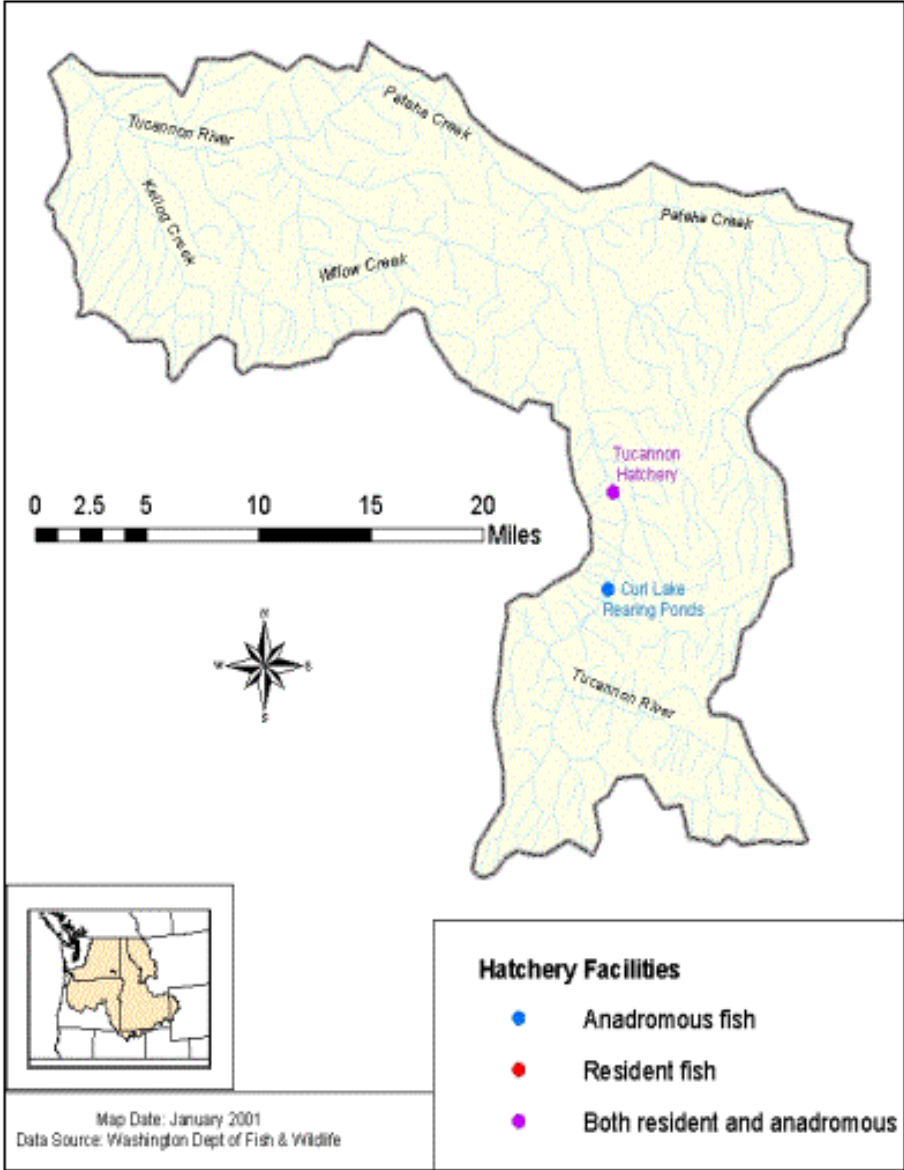 Pataha Creek
Tucannon River
Kellog Creek
Pataha Creek
Willow Creek
Tucannon
Hatchery
0 2.5 5 10 15 20
Miles
Curl Lake
Rearing Ponds
N
W E
S
Tucannon River
Hatchery Facilities
Anadromous fish
Resident fish
Both resident and anadromous
Map Date: January 2001
Data Source: Washington Dept of Fish & Wildlife